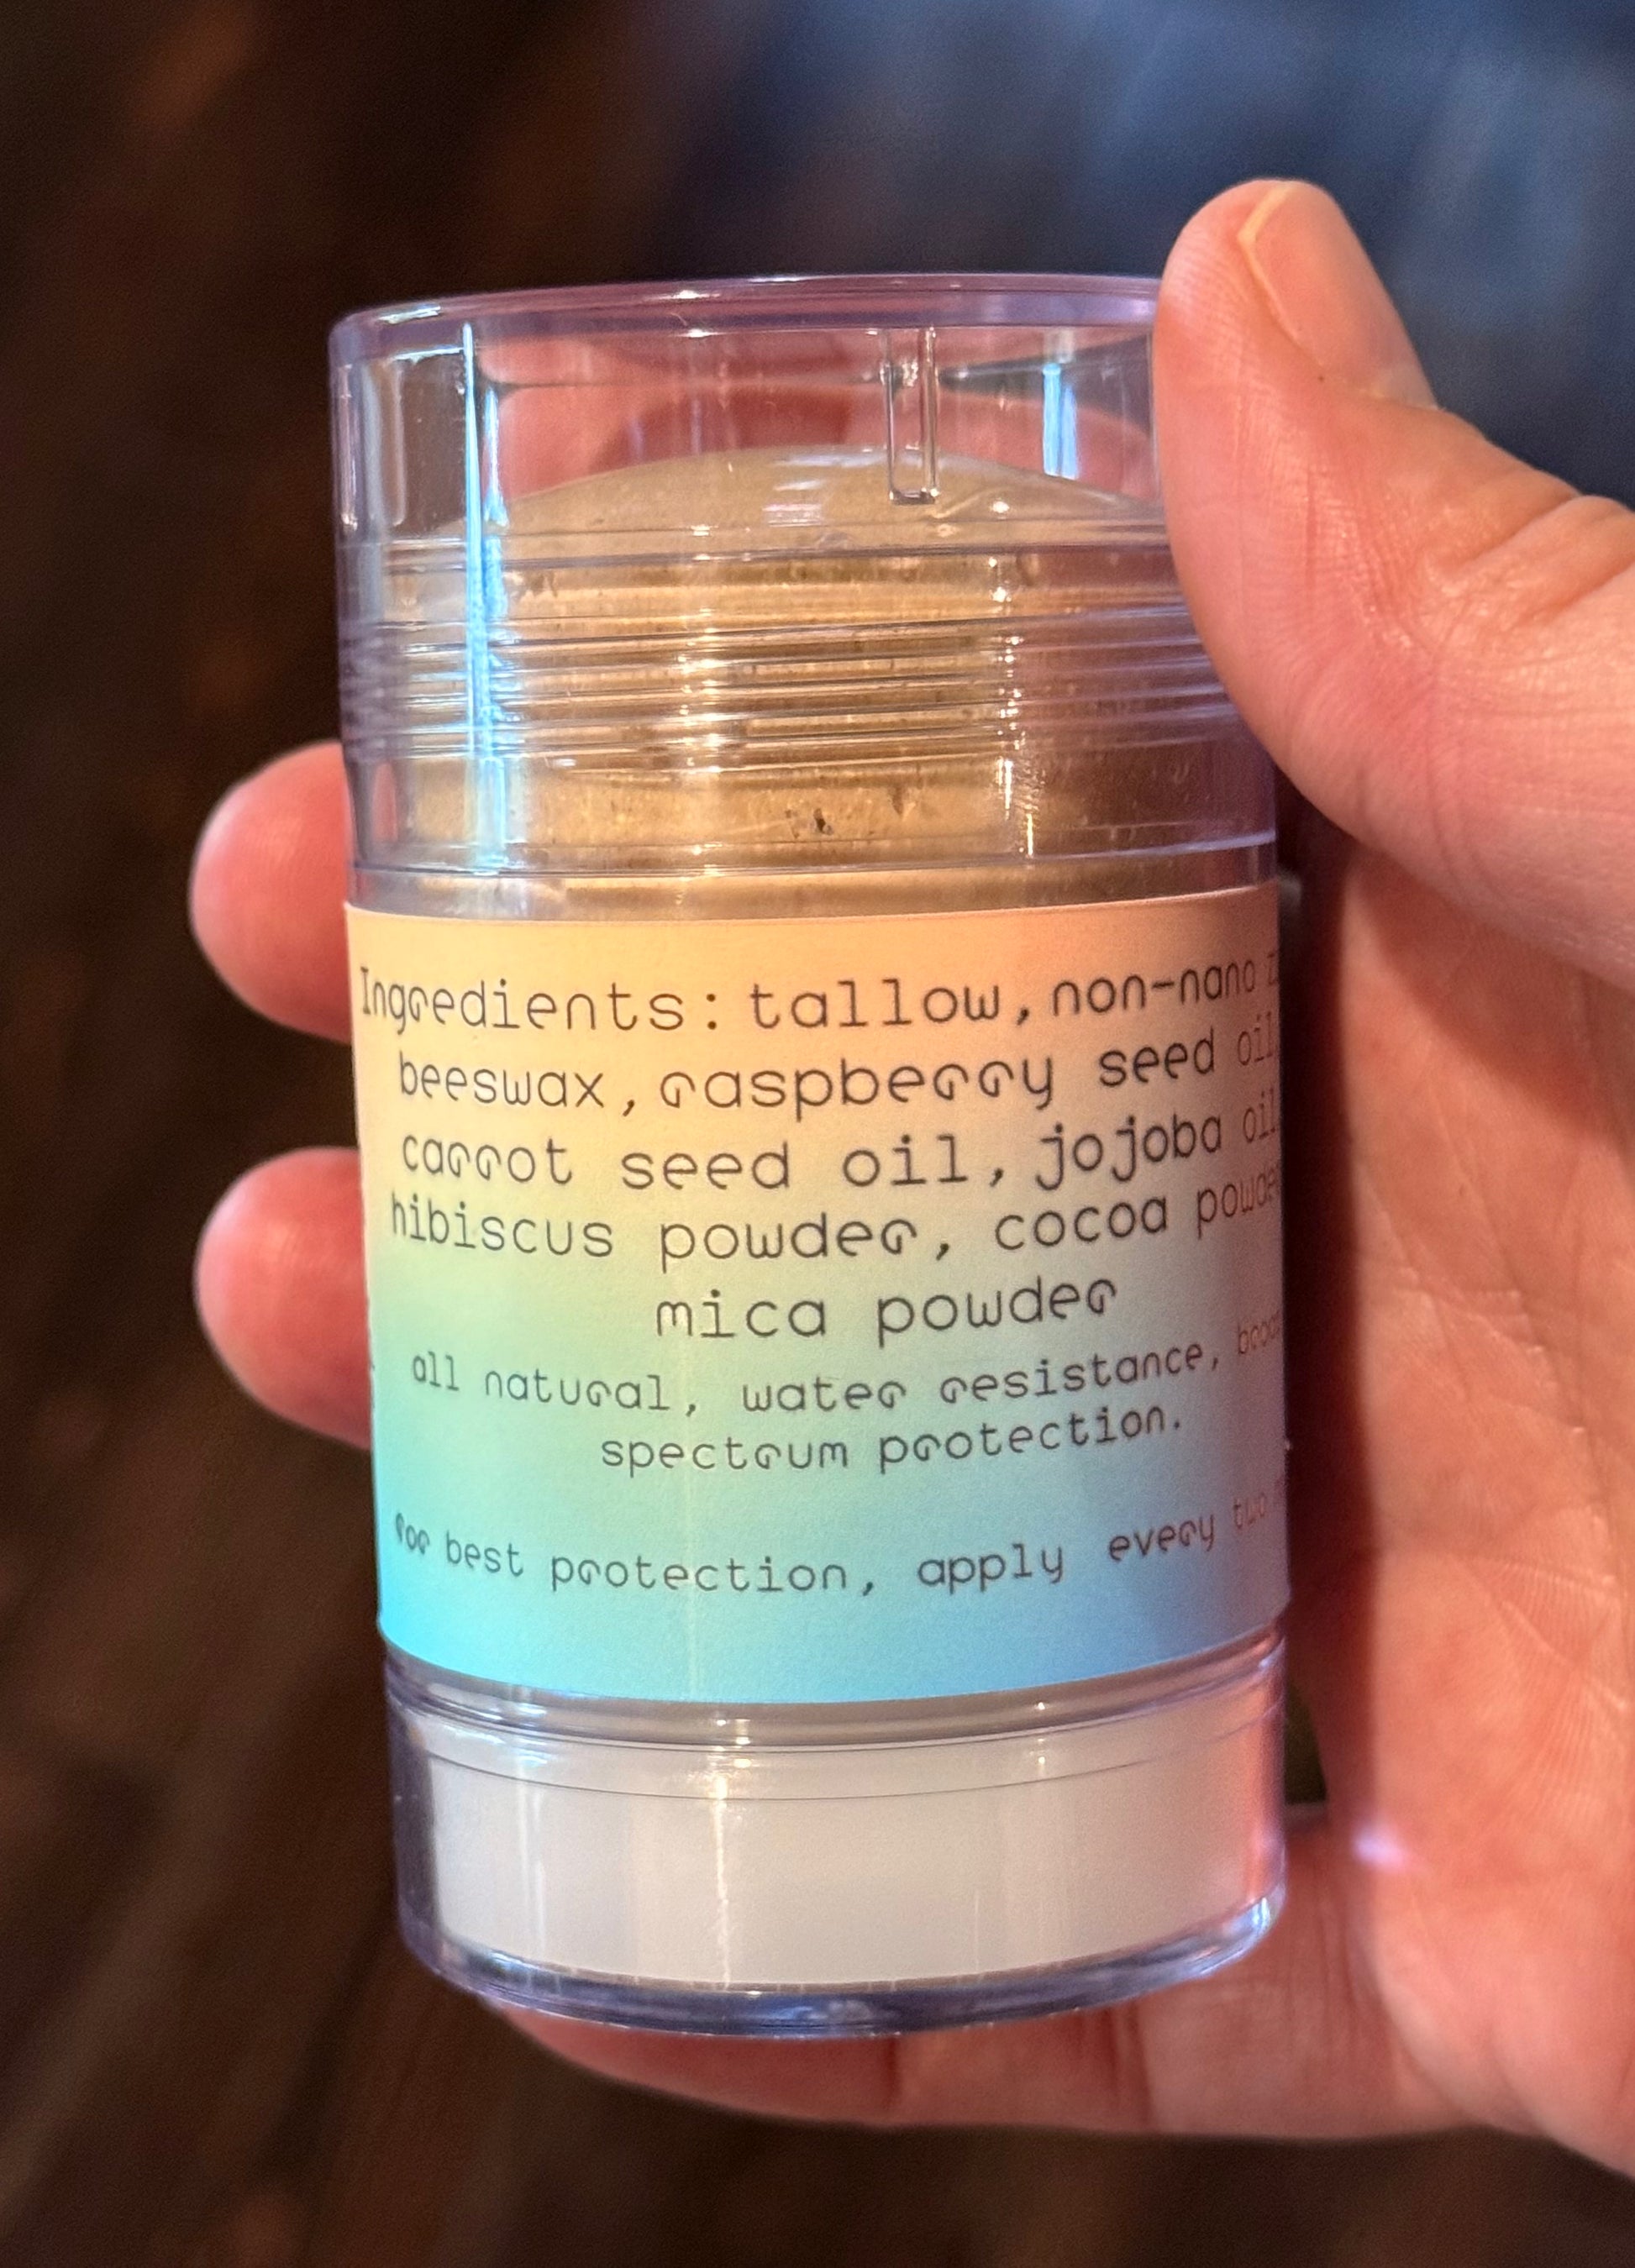 Ingredients: tallow, non-nano
beeswax, raspberry seed oil
carrot seed oil, jojoba oil
hibiscus powder, cocoa
mica powder
all natural, water resistance,
spectrum protection.
for best protection, apply every two